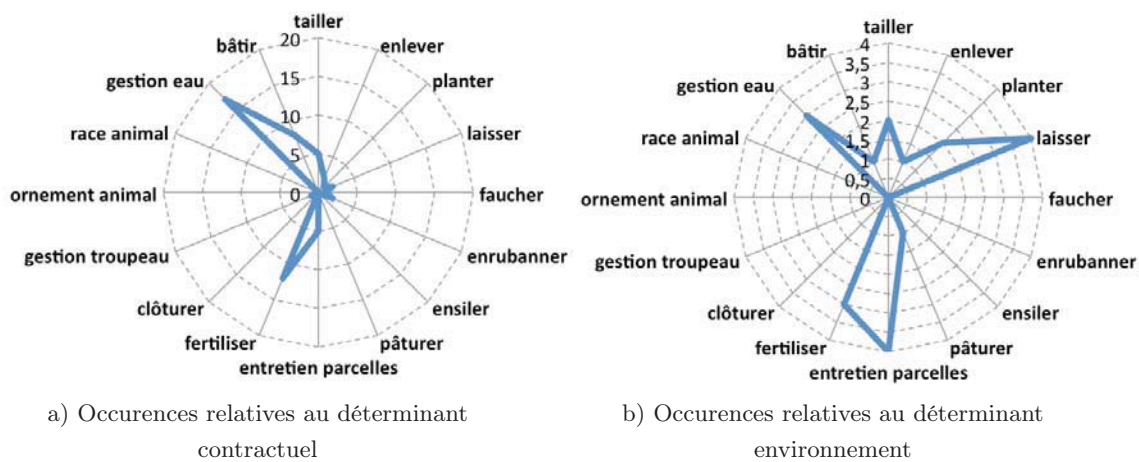 tailler
enlever
planter
laisser
faucher
enrubanner
ensiler
pâturer
entretien parcelles
fertiliser
clôturer
gestion troupeau
ornement animal
race animal
gestion eau
bâtir
20
15
10
5
0
a) Occurences relatives au déterminant
contractuel
tailler
enlever
planter
laisser
faucher
enrubanner
ensiler
pâturer
entretien parcelles
fertiliser
clôturer
gestion troupeau
ornement animal
race animal
gestion eau
bâtir
4
3,5
3
2,5
2
1,5
1
0,5
0
b) Occurences relatives au déterminant
environnement